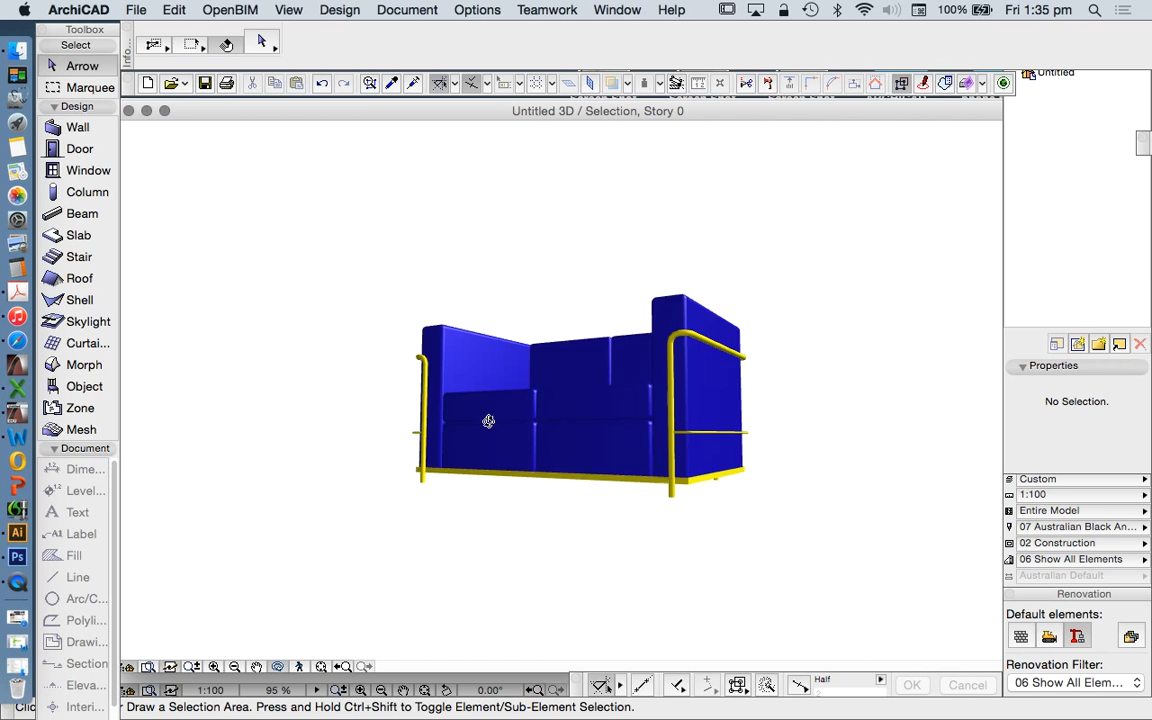 ArchiCAD File Edit OpenBIM View Design Document Options Teamwork Window Help 100% Fri 1:35 pm
Toolbox
Select
Arrow
Marquee
Design
Wall
Door
Window
Column
Beam
Slab
Stair
Roof
Shell
Skylight
Curtai...
Morph
Object
Zone
Mesh
Document
Dime...
Level...
Text
Label
Fill
Line
Arc/C...
Polyli...
Drawi...
Section
Eleva...
Interi...
Info...
Untitled 3D / Selection, Story 0
Untitled
Properties
No Selection.
Custom
1:100
Entire Model
07 Australian Black An...
02 Construction
06 Show All Elements
Australian Default
Renovation
Default elements:
Renovation Filter:
06 Show All Elem...
1:100 95 % 0.00°
Half
2
OK Cancel
Draw a Selection Area. Press and Hold Ctrl+Shift to Toggle Element/Sub-Element Selection.